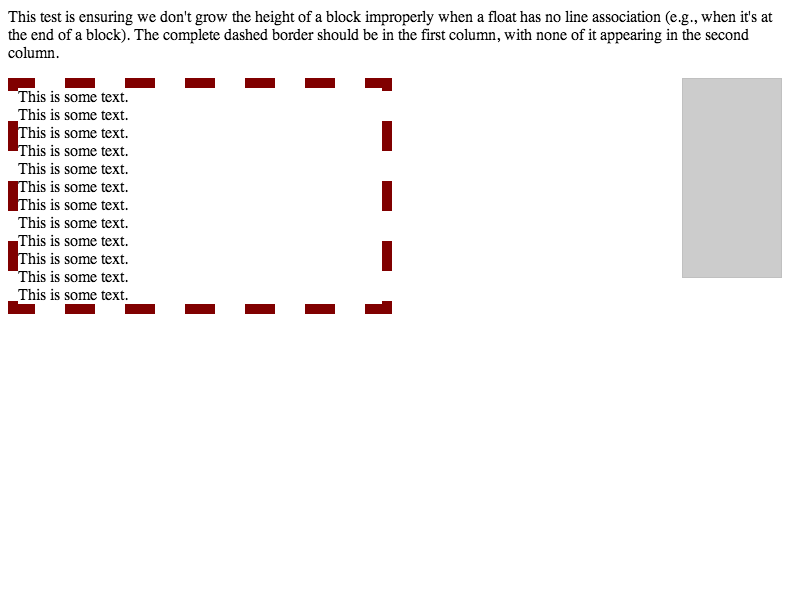 This test is ensuring we don't grow the height of a block improperly when a float has no line association (e.g., when it's at
the end of a block). The complete dashed border should be in the first column, with none of it appearing in the second
column.
This is some text.
This is some text.
This is some text.
This is some text.
This is some text.
This is some text.
This is some text.
This is some text.
This is some text.
This is some text.
This is some text.
This is some text.